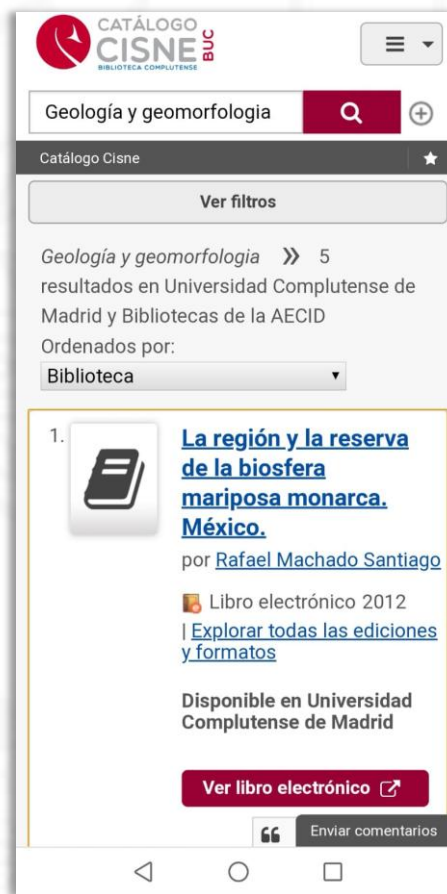 CATÁLOGO
CISNE
BUC
BIBLIOTECA COMPLUTENSE
Geología y geomorfologia
Catálogo Cisne
Ver filtros
Geología y geomorfologia » 5
resultados en Universidad Complutense de
Madrid y Bibliotecas de la AECID
Ordenados por:
Biblioteca
1.
La región y la reserva
de la biosfera
mariposa monarca.
México.
por Rafael Machado Santiago
Libro electrónico 2012
| Explorar todas las ediciones
y formatos
Disponible en Universidad
Complutense de Madrid
Ver libro electrónico
Enviar comentarios